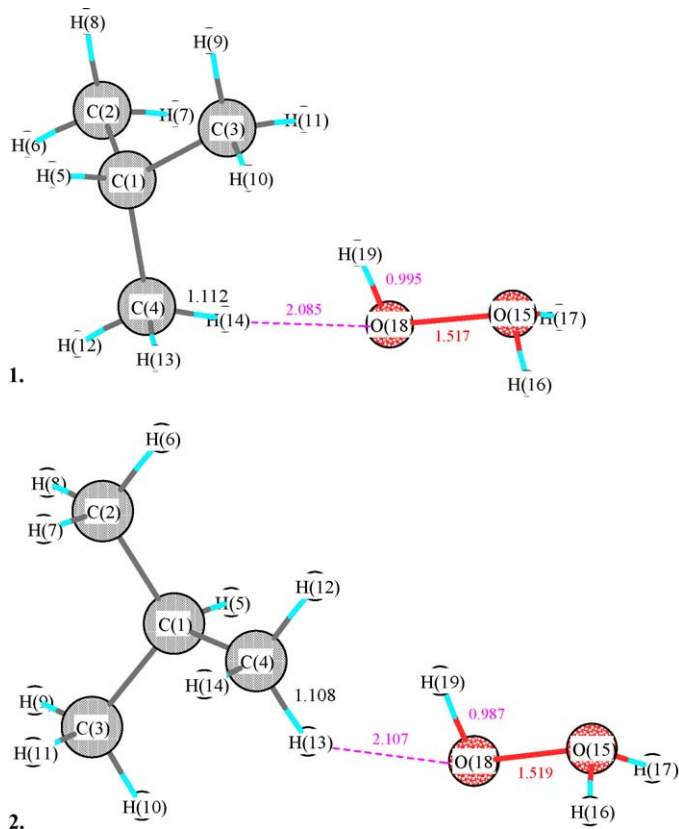 H(8)
H(9)
C(2)
H(7)
C(3)
H(11)
H(6)
H(5)
C(1)
H(10)
H(19)
0.995
C(4)
1.112
H(14)
2.085
O(18)
1.517
O(15)
H(17)
H(12)
H(13)
H(16)
1.
H(6)
H(8)
C(2)
H(7)
H(12)
H(5)
C(1)
C(4)
H(14)
1.108
H(19)
H(9)
C(3)
H(11)
H(13)
2.107
0.987
O(18)
1.519
O(15)
H(17)
H(10)
H(16)
2.